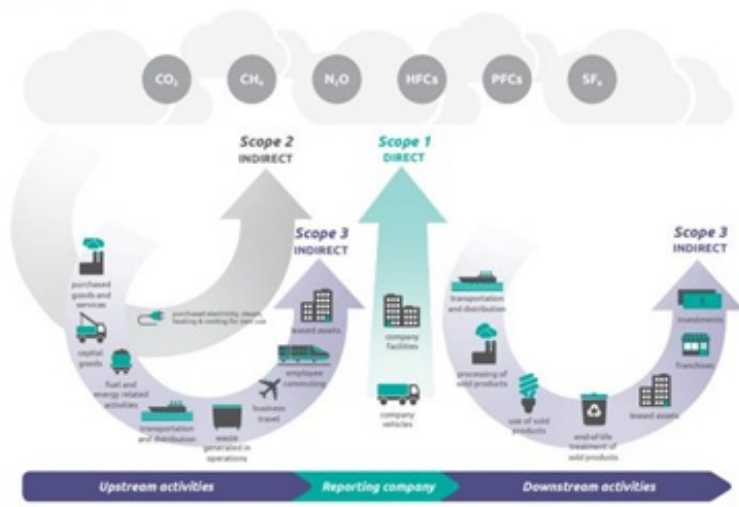 CO₂
CH₄
N₂O
HFCs
PFCs
SF₆
Scope 2
INDIRECT
Scope 1
DIRECT
Scope 3
INDIRECT
Scope 3
INDIRECT
purchased
goods and
services
capital
goods
fuel and
energy related
activities
transportation
and distribution
waste
generated in
operations
business
travel
employee
commuting
leased assets
purchased electricity, steam,
heating & cooling for own use
company
facilities
company
vehicles
transportation
and distribution
processing of
sold products
use of sold
products
end-of-life
treatment of
sold products
leased assets
franchises
investments
Upstream activities
Reporting company
Downstream activities